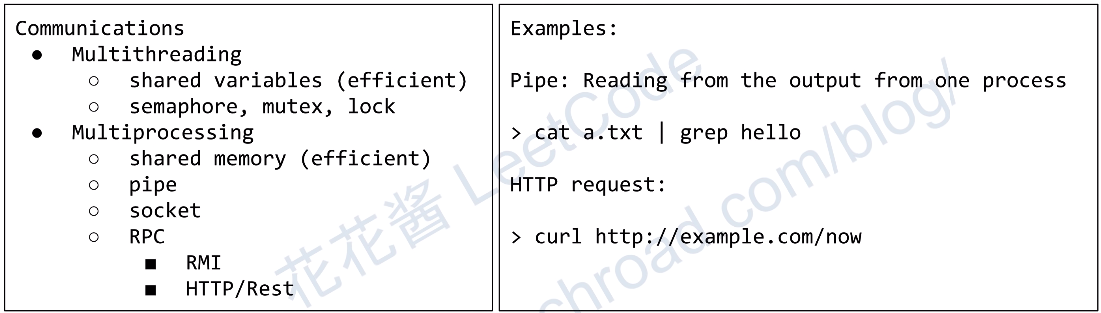 Communications
● Multithreading
○ shared variables (efficient)
○ semaphore, mutex, lock
● Multiprocessing
○ shared memory (efficient)
○ pipe
○ socket
○ RPC
■ RMI
■ HTTP/Rest
Examples:
Pipe: Reading from the output from one process
> cat a.txt | grep hello
HTTP request:
> curl http://example.com/now
花花酱 LeetCode
chroad.com/blog/